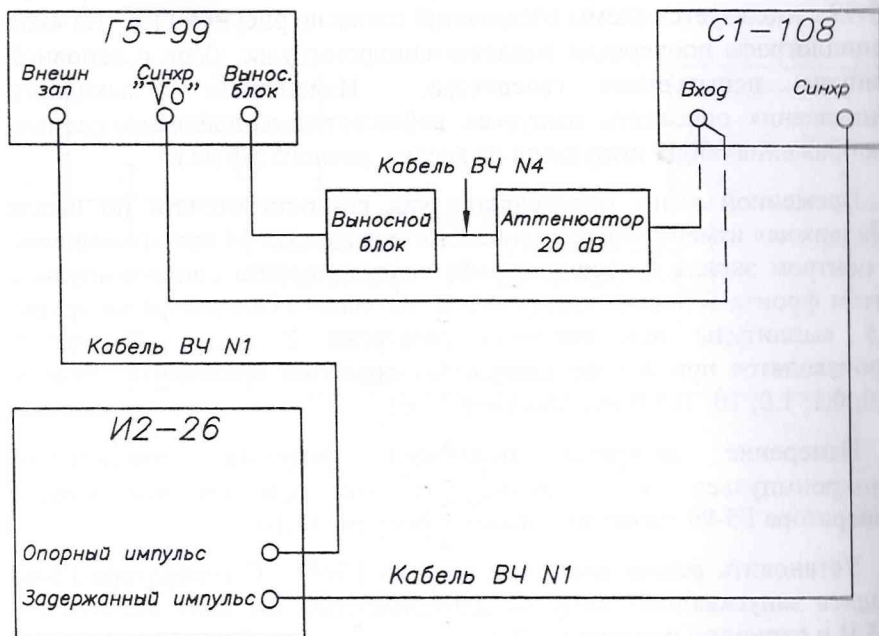 Г5-99
С1-108
Внешн зап
Синхр "√0"
Вынос. блок
Вход
Синхр
Кабель ВЧ N4
Выносной блок
Аттенюатор 20 dB
Кабель ВЧ N1
И2-26
Опорный импульс
Задержанный импульс
Кабель ВЧ N1